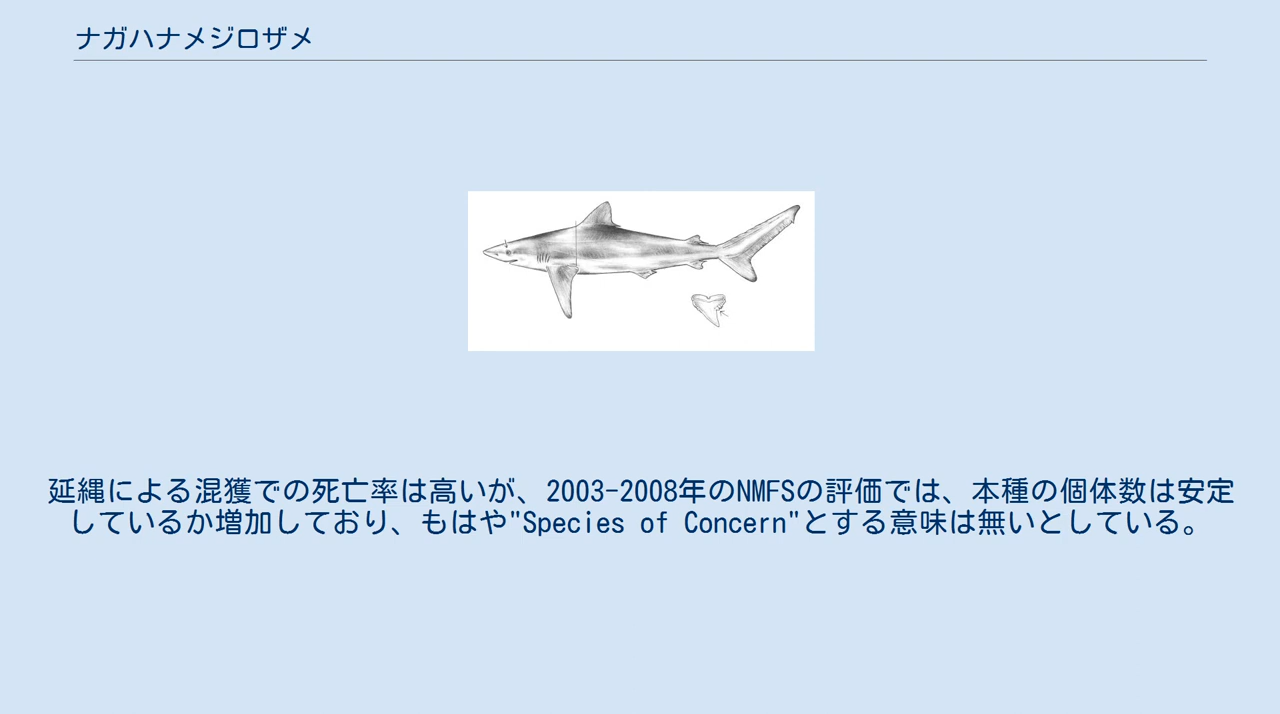 ナガハナメジロザメ
延縄による混獲での死亡率は高いが、2003-2008年のNMFSの評価では、本種の個体数は安定
しているか増加しており、もはや"Species of Concern"とする意味は無いとしている。